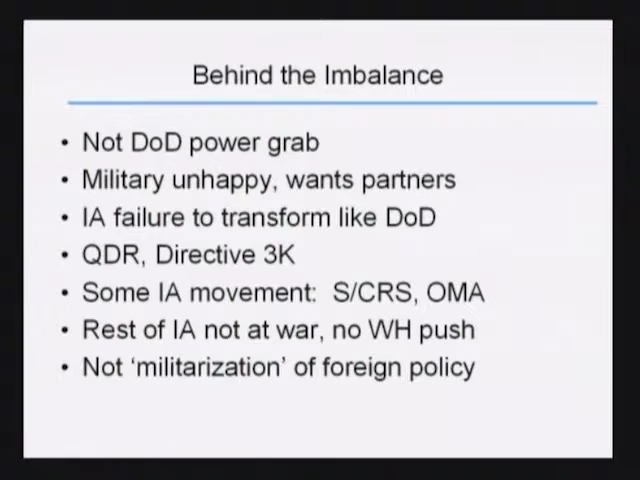 Behind the Imbalance
• Not DoD power grab
• Military unhappy, wants partners
• IA failure to transform like DoD
• QDR, Directive 3K
• Some IA movement:  S/CRS, OMA
• Rest of IA not at war, no WH push
• Not ‘militarization’ of foreign policy